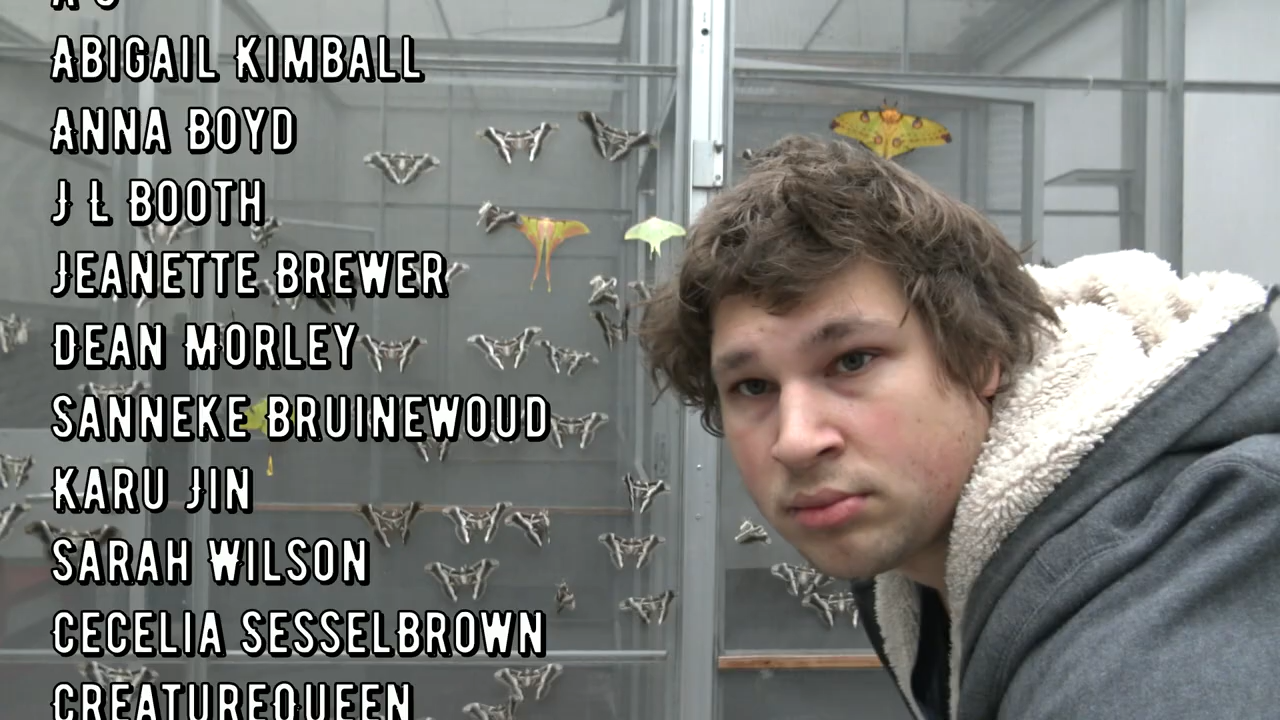 ABIGAIL KIMBALL
ANNA BOYD
J L BOOTH
JEANETTE BREWER
DEAN MORLEY
SANNEKE BRUINEWOUD
KARU JIN
SARAH WILSON
CECELIA SESSELBROWN
CREATUREQUEEN